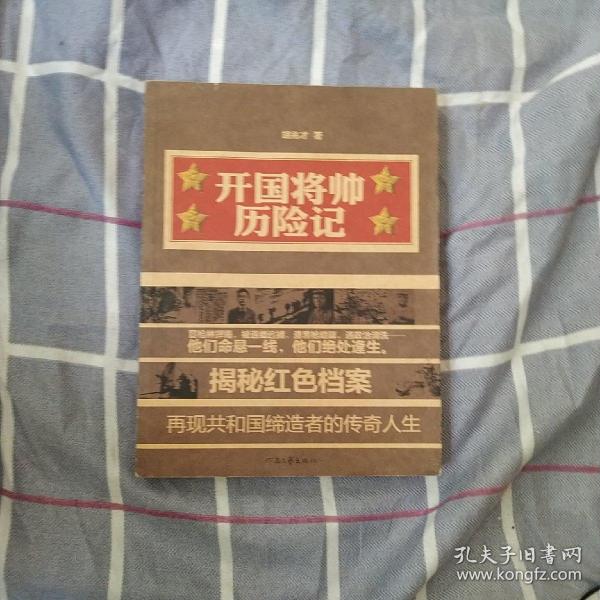 著
开国将帅
历险记
他们命悬一线，他们绝处逢生。
揭秘红色档案
再现共和国缔造者的传奇人生
孔夫子旧书网
www.kongfz.com